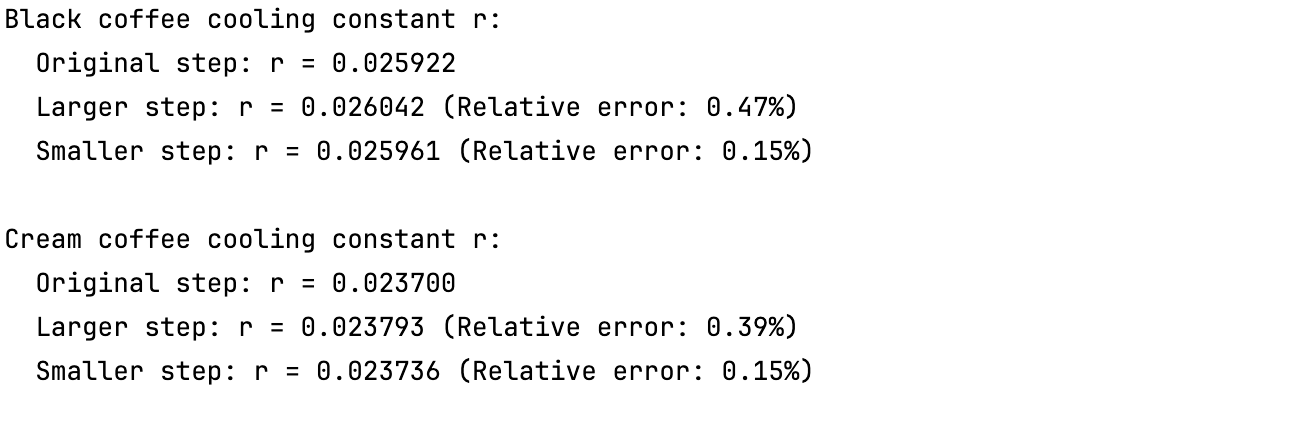 Black coffee cooling constant r:
Original step: r = 0.025922
Larger step: r = 0.026042 (Relative error: 0.47%)
Smaller step: r = 0.025961 (Relative error: 0.15%)
Cream coffee cooling constant r:
Original step: r = 0.023700
Larger step: r = 0.023793 (Relative error: 0.39%)
Smaller step: r = 0.023736 (Relative error: 0.15%)